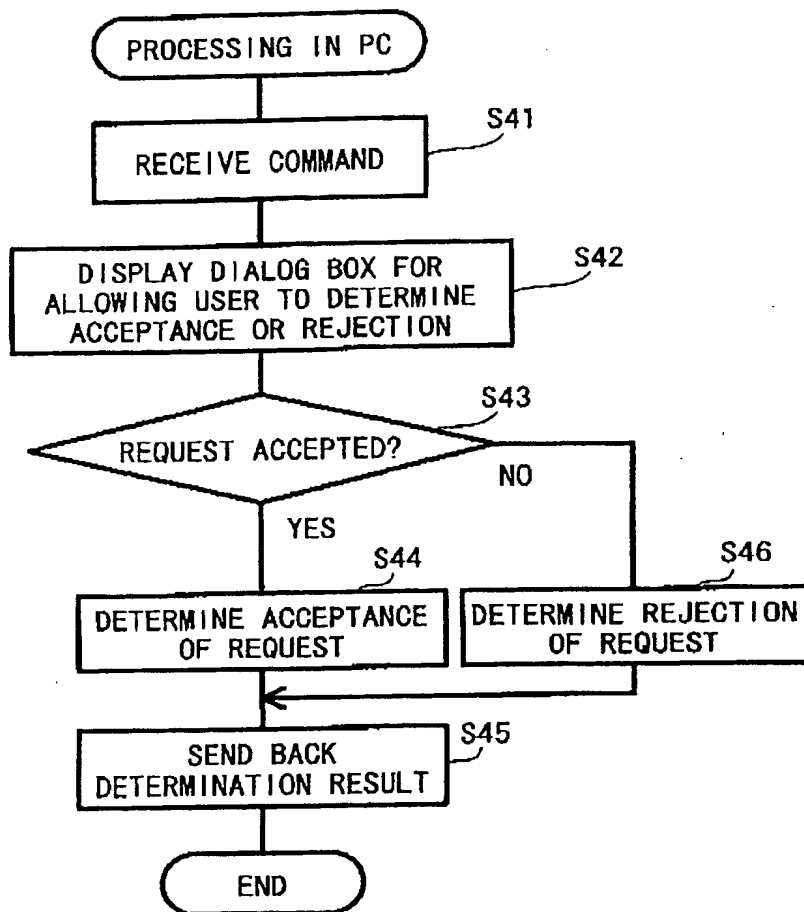 PROCESSING IN PC
S41
RECEIVE COMMAND
S42
DISPLAY DIALOG BOX FOR
ALLOWING USER TO DETERMINE
ACCEPTANCE OR REJECTION
S43
REQUEST ACCEPTED?
NO
YES
S44
DETERMINE ACCEPTANCE
OF REQUEST
S46
DETERMINE REJECTION
OF REQUEST
S45
SEND BACK
DETERMINATION RESULT
END